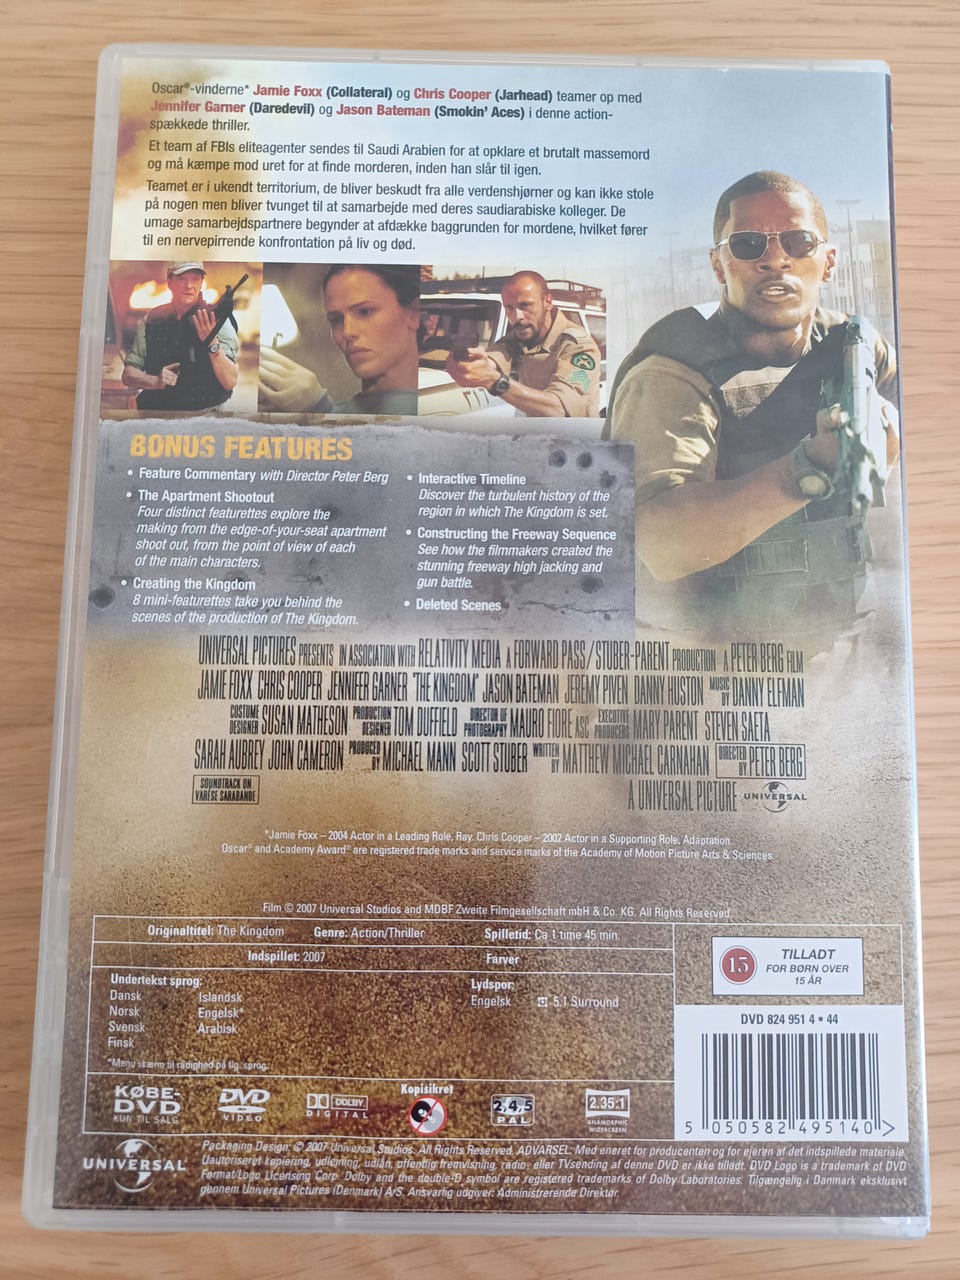 Oscar®-vinderne* Jamie Foxx (Collateral) og Chris Cooper (Jarhead) teamer op med
Jennifer Garner (Daredevil) og Jason Bateman (Smokin' Aces) i denne action-
spækkede thriller.
Et team af FBIs eliteagenter sendes til Saudi Arabien for at opklare et brutalt massemord
og må kæmpe mod uret for at finde morderen, inden han slår til igen.
Teamet er i ukendt territorium, de bliver beskudt fra alle verdenshjørner og kan ikke stole
på nogen men bliver tvunget til at samarbejde med deres saudiarabiske kolleger. De
umage samarbejdspartnere begynder at afdække baggrunden for mordene, hvilket fører
til en nervepirrende konfrontation på liv og død.
BONUS FEATURES
• Feature Commentary with Director Peter Berg
• The Apartment Shootout
Four distinct featurettes explore the
making from the edge-of-your-seat apartment
shoot out, from the point of view of each
of the main characters.
• Creating the Kingdom
8 mini-featurettes take you behind the
scenes of the production of The Kingdom.
• Interactive Timeline
Discover the turbulent history of the
region in which The Kingdom is set.
• Constructing the Freeway Sequence
See how the filmmakers created the
stunning freeway high jacking and
gun battle.
• Deleted Scenes
UNIVERSAL PICTURES PRESENTS IN ASSOCIATION WITH RELATIVITY MEDIA A FORWARD PASS/STUBER-PARENT PRODUCTION A PETER BERG FILM
JAMIE FOXX CHRIS COOPER JENNIFER GARNER "THE KINGDOM" JASON BATEMAN JEREMY PIVEN DANNY HUSTON MUSIC BY DANNY ELFMAN
COSTUME DESIGNER SUSAN MATHESON PRODUCTION DESIGNER TOM DUFFIELD DIRECTOR OF PHOTOGRAPHY MAURO FIORE ASC EXECUTIVE PRODUCERS MARY PARENT STEVEN SAETA
SARAH AUBREY JOHN CAMERON PRODUCED BY MICHAEL MANN SCOTT STUBER WRITTEN BY MATTHEW MICHAEL CARNAHAN DIRECTED BY PETER BERG
SOUNDTRACK ON
VARÈSE SARABANDE
A UNIVERSAL PICTURE UNIVERSAL
*Jamie Foxx – 2004 Actor in a Leading Role, Ray. Chris Cooper – 2002 Actor in a Supporting Role, Adaptation.
Oscar® and Academy Award® are registered trade marks and service marks of the Academy of Motion Picture Arts & Sciences.
Film © 2007 Universal Studios and MDBF Zweite Filmgesellschaft mbH & Co. KG. All Rights Reserved.
Originaltitel: The Kingdom Genre: Action/Thriller Spilletid: Ca 1 time 45 min.
Indspillet: 2007 Farver
Undertekst sprog:
Dansk Islandsk
Norsk Engelsk*
Svensk Arabisk
Finsk
*Menu skærm til rådighed på flg. sprog.
Lydspor:
Engelsk 5.1 Surround
15
TILLADT
FOR BØRN OVER
15 ÅR
DVD 824 951 4 • 44
5 050582 495140 >
KØBE-
DVD
KUN TIL SALG
DVD
VIDEO
DOLBY
DIGITAL
Kopisikret
2,4,5
PAL
2.35:1
ANAMORPHIC
WIDESCREEN
UNIVERSAL
Packaging Design: © 2007 Universal Studios. All Rights Reserved. ADVARSEL: Med eneret for producenten og for ejeren af det indspillede materiale.
Uautoriseret kopiering, udlejning, udlån, offentlig fremvisning, radio- eller TVsending af denne DVD er ikke tilladt. DVD Logo is a trademark of DVD
Format/Logo Licensing Corp. Dolby and the double-D symbol are registered trademarks of Dolby Laboratories. Tilgængelig i Danmark eksklusivt
gennem Universal Pictures (Denmark) A/S. Ansvarlig udgiver: Administrerende Direktør.